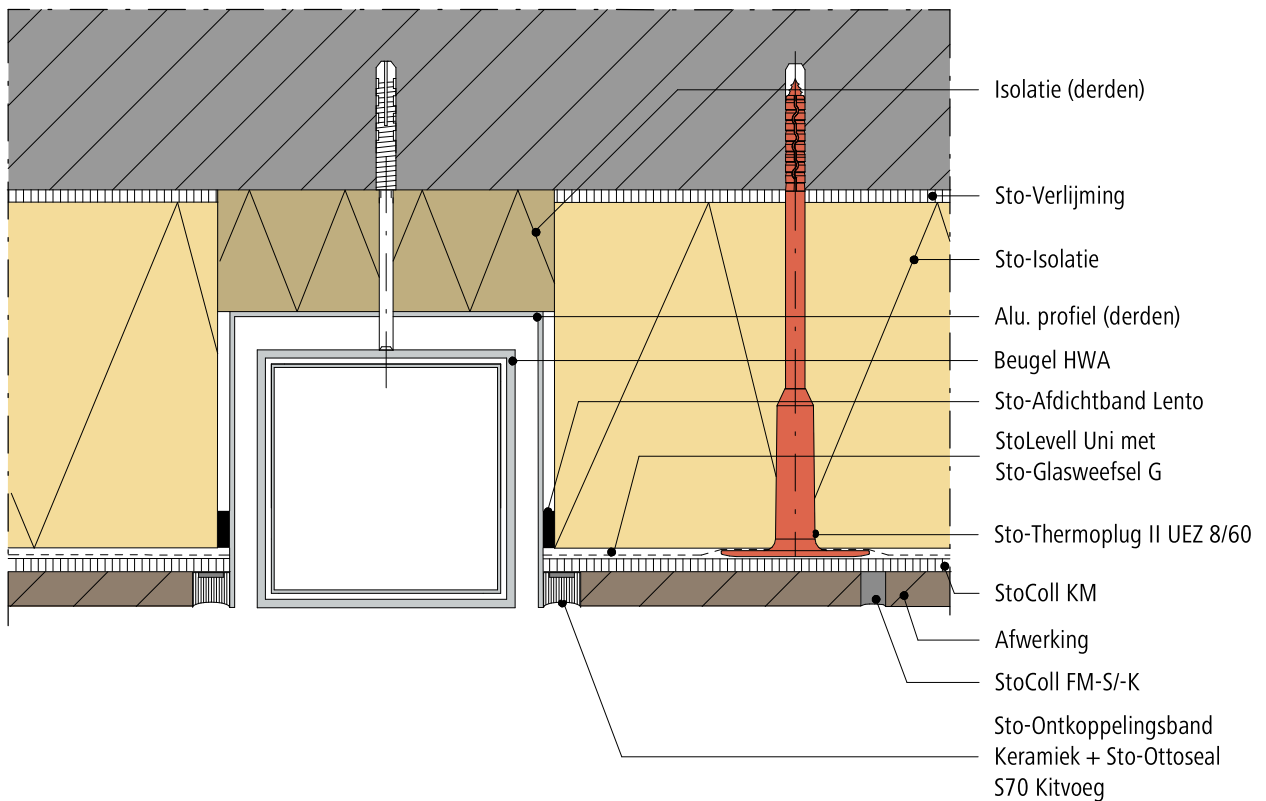 Isolatie (derden)
Sto-Verlijming
Sto-Isolatie
Alu. profiel (derden)
Beugel HWA
Sto-Afdichtband Lento
StoLevell Uni met
Sto-Glasweefsel G
Sto-Thermoplug II UEZ 8/60
StoColl KM
Afwerking
StoColl FM-S/-K
Sto-Ontkoppelingsband
Keramiek + Sto-Ottoseal
S70 Kitvoeg